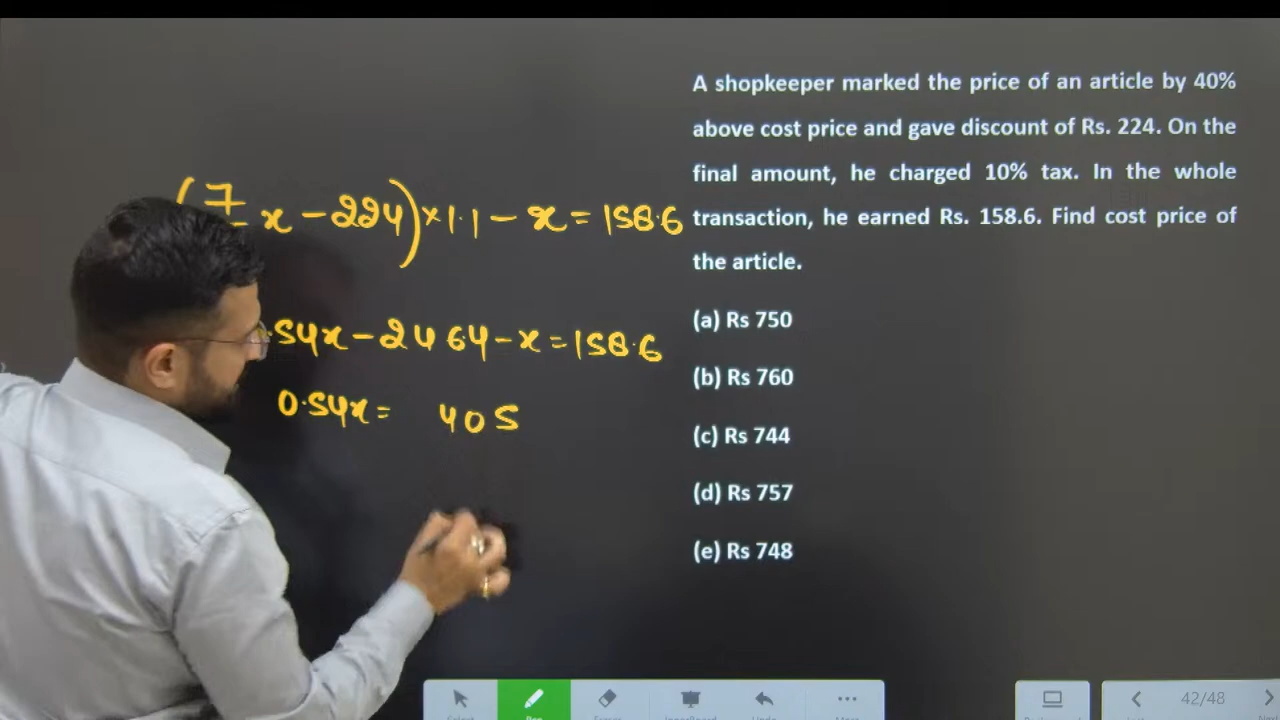 A shopkeeper marked the price of an article by 40%
above cost price and gave discount of Rs. 224. On the
final amount, he charged 10% tax. In the whole
transaction, he earned Rs. 158.6. Find cost price of
the article.
(a) Rs 750
(b) Rs 760
(c) Rs 744
(d) Rs 757
(e) Rs 748
(7
x - 224) × 1.1 - x = 158.6
.54x - 246.4 - x = 158.6
0.54x = 405
42/48